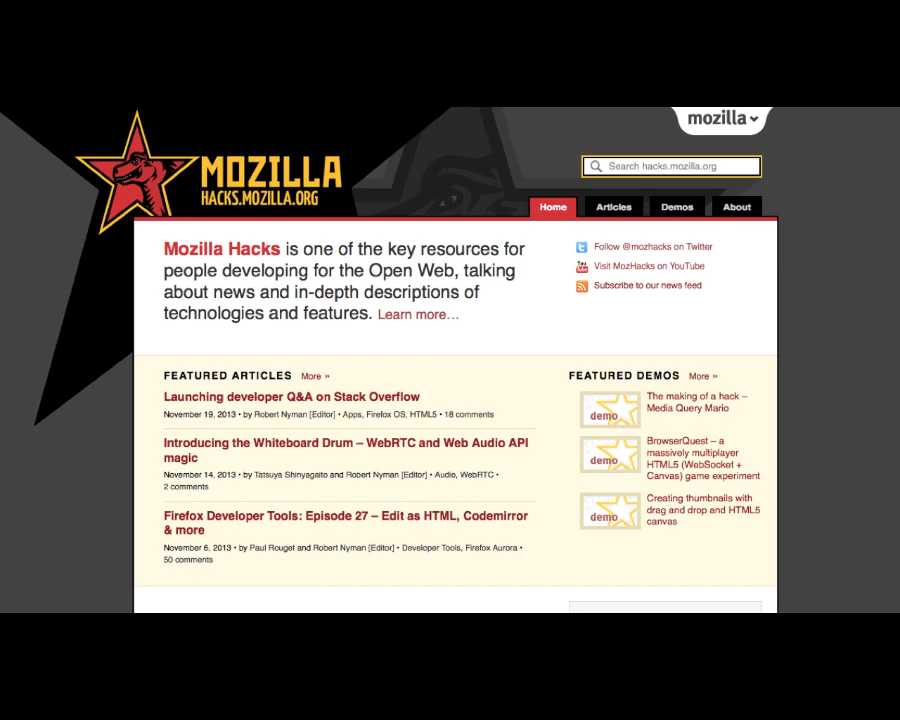 mozilla
MOZILLA
HACKS.MOZILLA.ORG
Search hacks.mozilla.org
Home
Articles
Demos
About
Mozilla Hacks is one of the key resources for
people developing for the Open Web, talking
about news and in-depth descriptions of
technologies and features. Learn more…
Follow @mozhacks on Twitter
You
Tube
Visit MozHacks on YouTube
Subscribe to our news feed
FEATURED ARTICLES More »
Launching developer Q&A on Stack Overflow
November 19, 2013 • by Robert Nyman [Editor] • Apps, Firefox OS, HTML5 • 18 comments
Introducing the Whiteboard Drum – WebRTC and Web Audio API
magic
November 14, 2013 • by Tatsuya Shinyagaito and Robert Nyman [Editor] • Audio, WebRTC •
2 comments
Firefox Developer Tools: Episode 27 – Edit as HTML, Codemirror
& more
November 6, 2013 • by Paul Rouget and Robert Nyman [Editor] • Developer Tools, Firefox Aurora •
50 comments
FEATURED DEMOS More »
demo
The making of a hack –
Media Query Mario
demo
BrowserQuest – a
massively multiplayer
HTML5 (WebSocket +
Canvas) game experiment
demo
Creating thumbnails with
drag and drop and HTML5
canvas